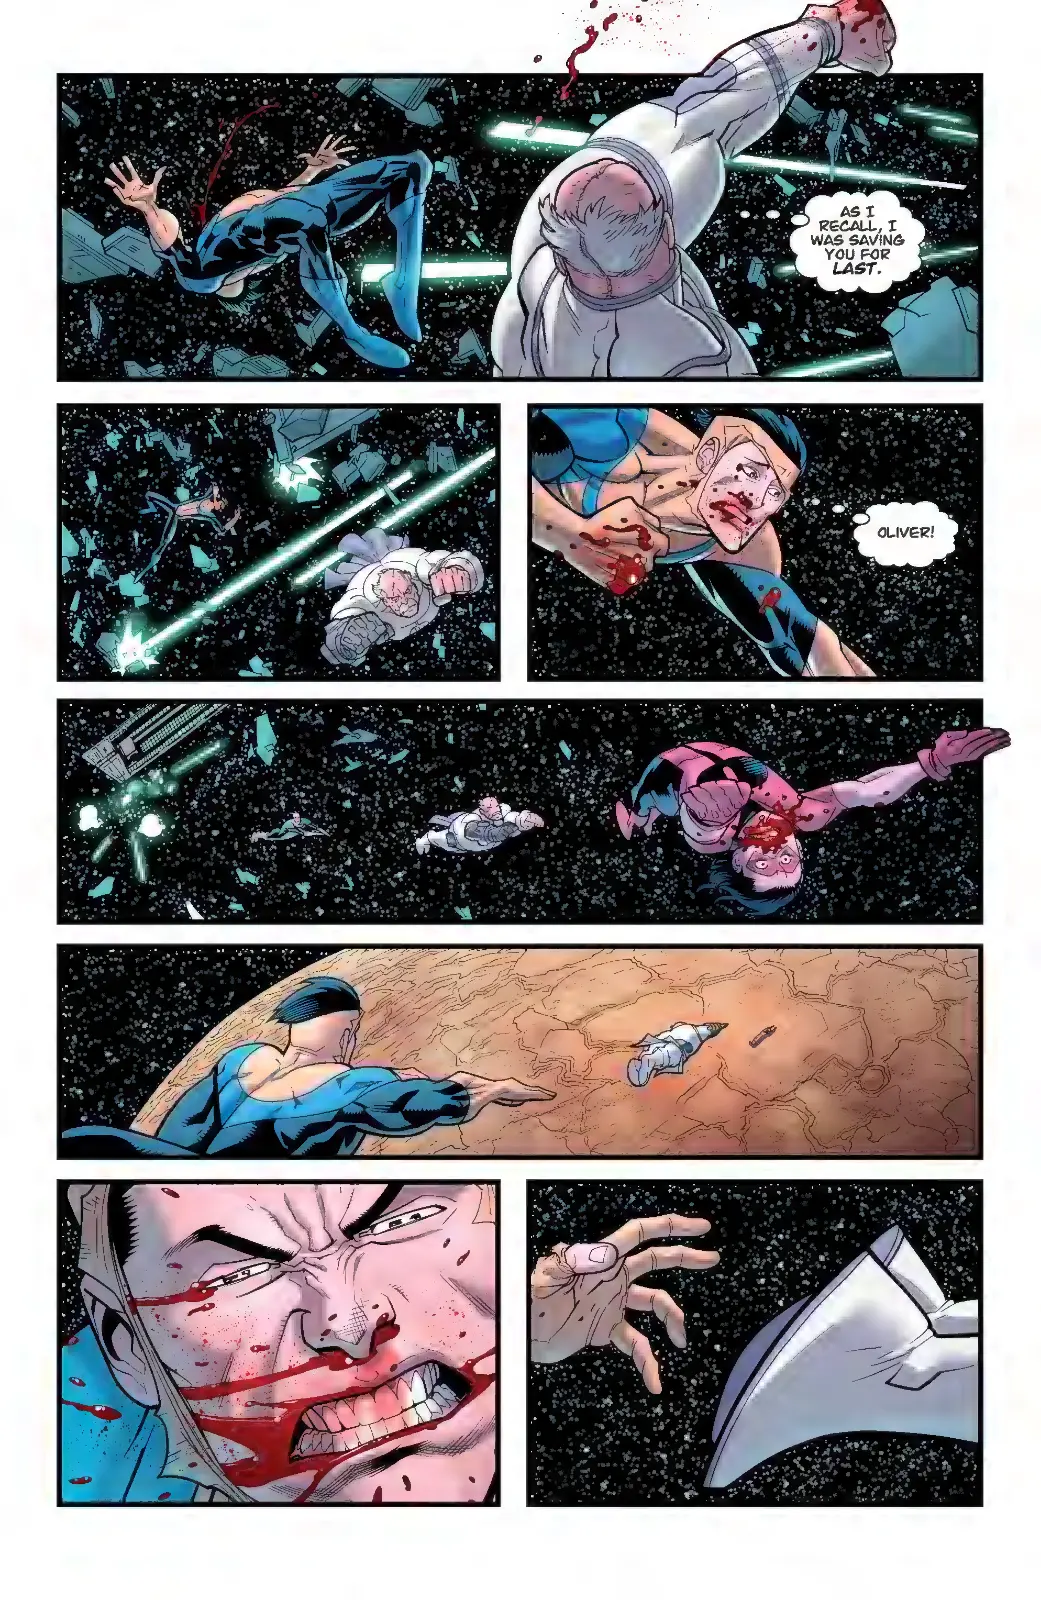 AS I
RECALL, I
WAS SAVING
YOU FOR
LAST.
OLIVER!